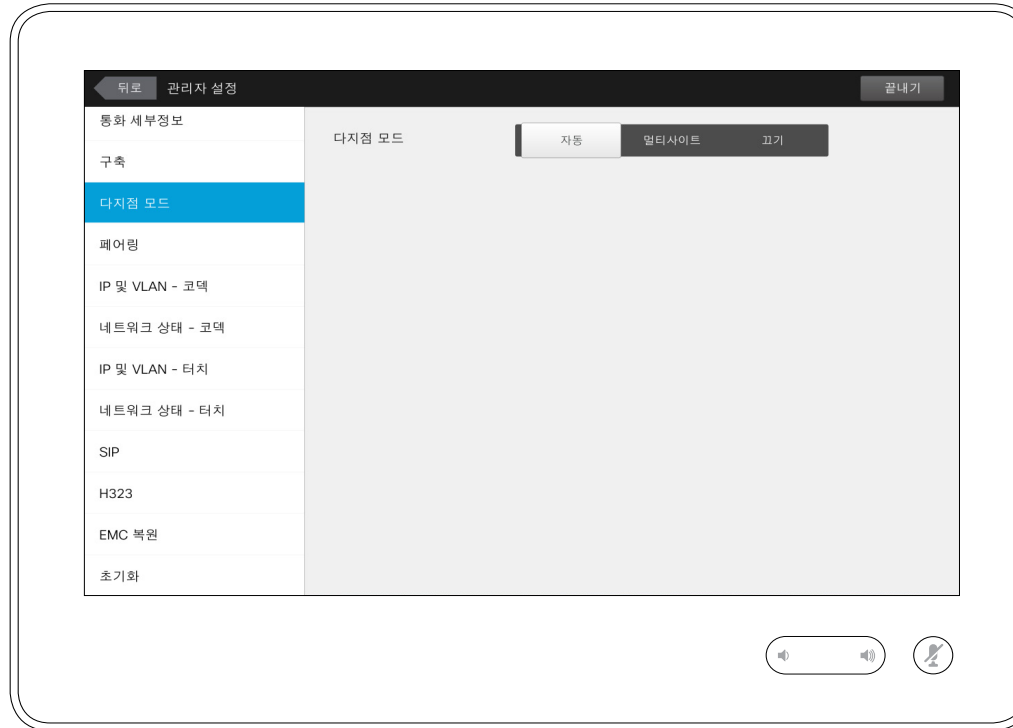 뒤로 관리자 설정 끝내기
통화 세부정보
구축
다지점 모드
페어링
IP 및 VLAN - 코덱
네트워크 상태 - 코덱
IP 및 VLAN - 터치
네트워크 상태 - 터치
SIP
H323
EMC 복원
초기화
다지점 모드 자동 멀티사이트 끄기